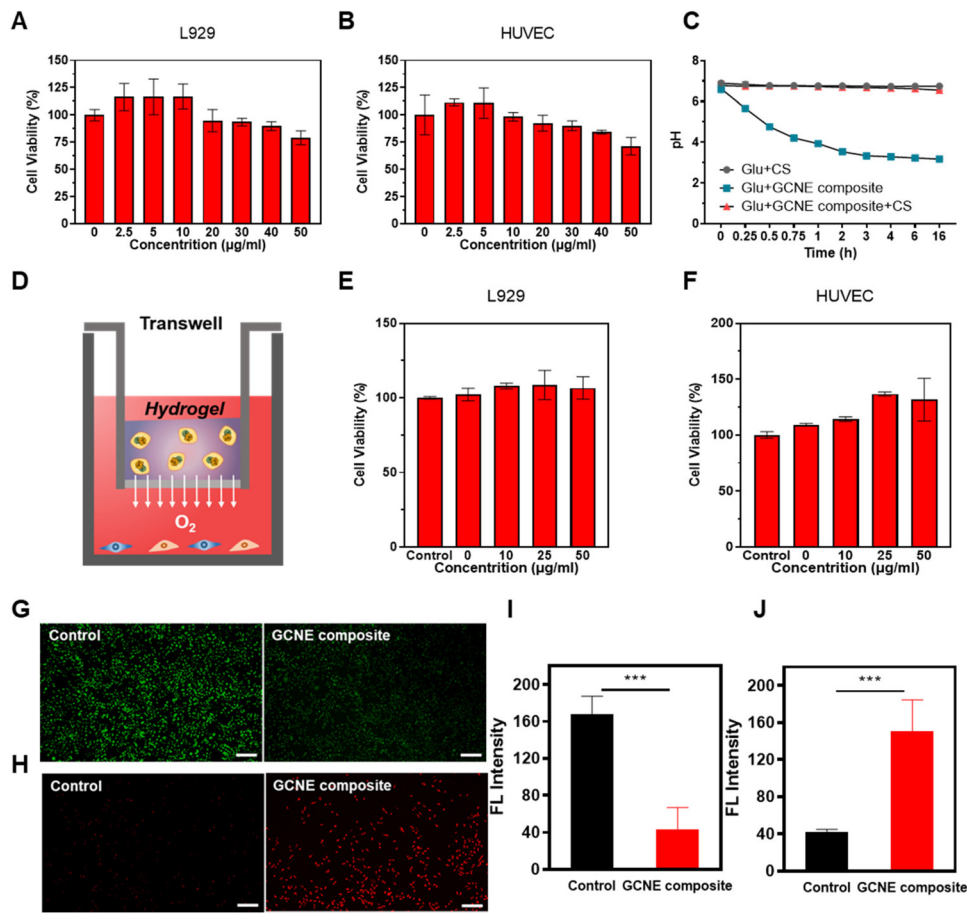 A
L929
Cell Viability (%)
150
125
100
75
50
25
0
0 2.5 5 10 20 30 40 50
Concentrition (µg/ml)
B
HUVEC
Cell Viability (%)
150
125
100
75
50
25
0
0 2.5 5 10 20 30 40 50
Concentrition (µg/ml)
C
pH
8
6
4
2
0
Glu+CS
Glu+GCNE composite
Glu+GCNE composite+CS
0 0.25 0.5 0.75 1 2 3 4 6 16
Time (h)
D
Transwell
Hydrogel
O2
E
L929
Cell Viability (%)
150
100
50
0
Control 0 10 25 50
Concentrition (µg/ml)
F
HUVEC
Cell Viability (%)
200
150
100
50
0
Control 0 10 25 50
Concentrition (µg/ml)
G
Control
GCNE composite
H
Control
GCNE composite
I
FL Intensity
200
160
120
80
40
0
***
Control GCNE composite
J
FL Intensity
200
160
120
80
40
0
***
Control GCNE composite